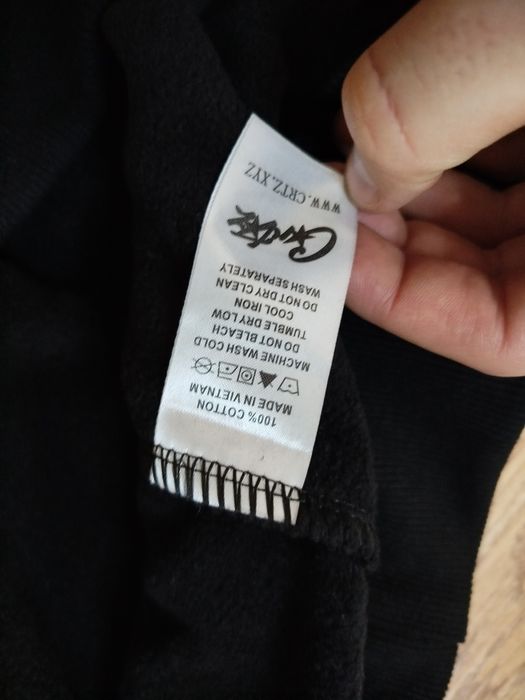 100% COTTON
MADE IN VIETNAM
MACHINE WASH COLD
DO NOT BLEACH
TUMBLE DRY LOW
COOL IRON
DO NOT DRY CLEAN
WASH SEPARATELY
WWW.CRTZ.XYZ